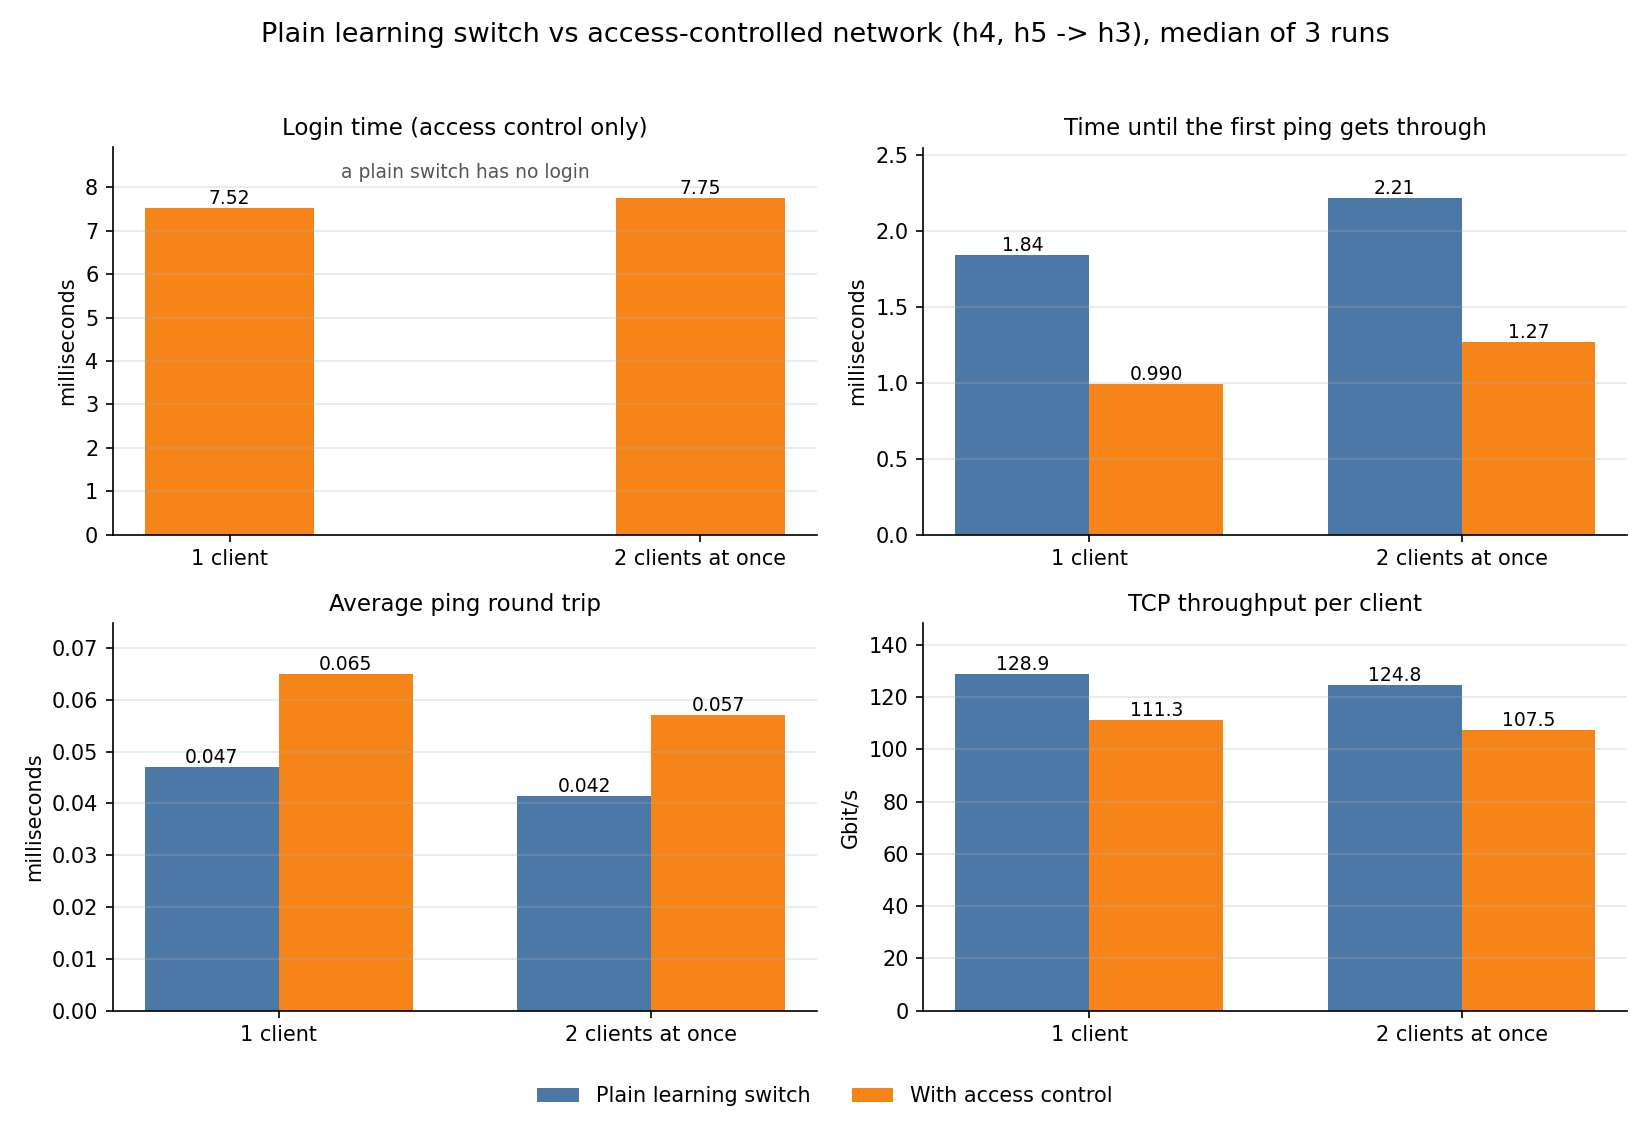 Plain learning switch vs access-controlled network (h4, h5 -> h3), median of 3 runs
Login time (access control only)
a plain switch has no login
milliseconds
8
7
6
5
4
3
2
1
0
7.52
7.75
1 client
2 clients at once
Time until the first ping gets through
milliseconds
2.5
2.0
1.5
1.0
0.5
0.0
1.84
0.990
2.21
1.27
1 client
2 clients at once
Average ping round trip
milliseconds
0.07
0.06
0.05
0.04
0.03
0.02
0.01
0.00
0.047
0.065
0.042
0.057
1 client
2 clients at once
TCP throughput per client
Gbit/s
140
120
100
80
60
40
20
0
128.9
111.3
124.8
107.5
1 client
2 clients at once
Plain learning switch
With access control